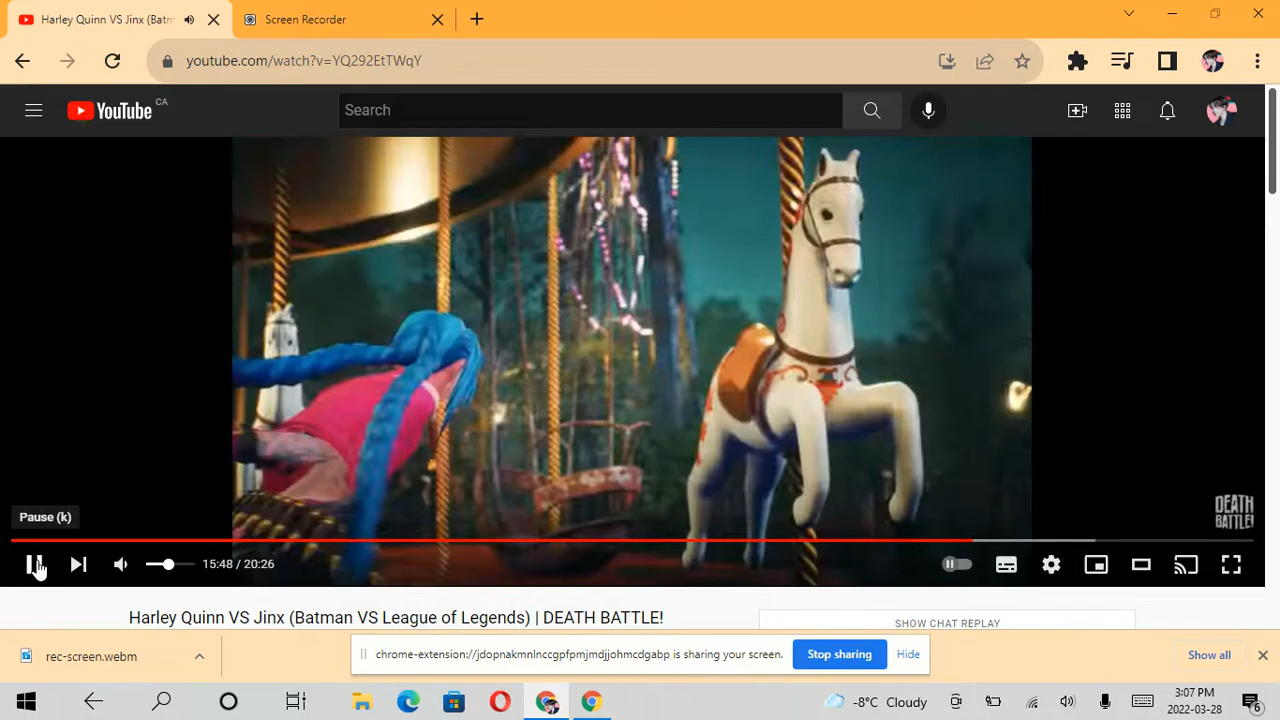 Harley Quinn VS Jinx (Batm
Screen Recorder
youtube.com/watch?v=YQ292EtTWqY
YouTube CA
Search
DEATH BATTLE!
Pause (k)
15:48 / 20:26
Harley Quinn VS Jinx (Batman VS League of Legends) | DEATH BATTLE!
SHOW CHAT REPLAY
rec-screen.webm
chrome-extension://jdopnakmnlnccgpfpmjmdjjohmcdgabp is sharing your screen.
Stop sharing
Hide
Show all
-8°C Cloudy
3:07 PM
2022-03-28
6